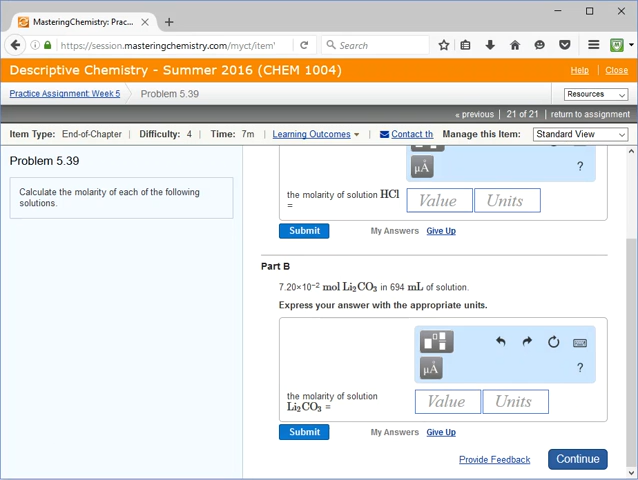 MasteringChemistry: Prac...
https://session.masteringchemistry.com/myct/item'
Search
Descriptive Chemistry - Summer 2016 (CHEM 1004)
Help | Close
Practice Assignment: Week 5
Problem 5.39
Resources
« previous | 21 of 21 | return to assignment
Item Type: End-of-Chapter | Difficulty: 4 | Time: 7m | Learning Outcomes Contact th Manage this item: Standard View
Problem 5.39
Calculate the molarity of each of the following
solutions.
μÅ
?
the molarity of solution HCl
=
Value Units
Submit My Answers Give Up
Part B
7.20×10⁻² mol Li₂CO₃ in 694 mL of solution.
Express your answer with the appropriate units.
μÅ
?
the molarity of solution
Li₂CO₃ =
Value Units
Submit My Answers Give Up
Provide Feedback Continue